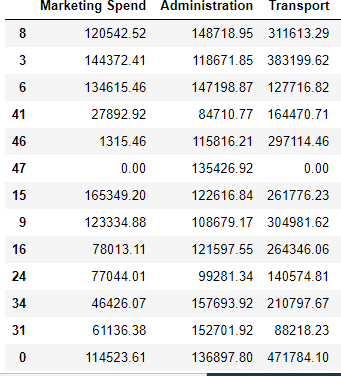 Marketing Spend Administration Transport
8 120542.52 148718.95 311613.29
3 144372.41 118671.85 383199.62
6 134615.46 147198.87 127716.82
41 27892.92 84710.77 164470.71
46 1315.46 115816.21 297114.46
47 0.00 135426.92 0.00
15 165349.20 122616.84 261776.23
9 123334.88 108679.17 304981.62
16 78013.11 121597.55 264346.06
24 77044.01 99281.34 140574.81
34 46426.07 157693.92 210797.67
31 61136.38 152701.92 88218.23
0 114523.61 136897.80 471784.10